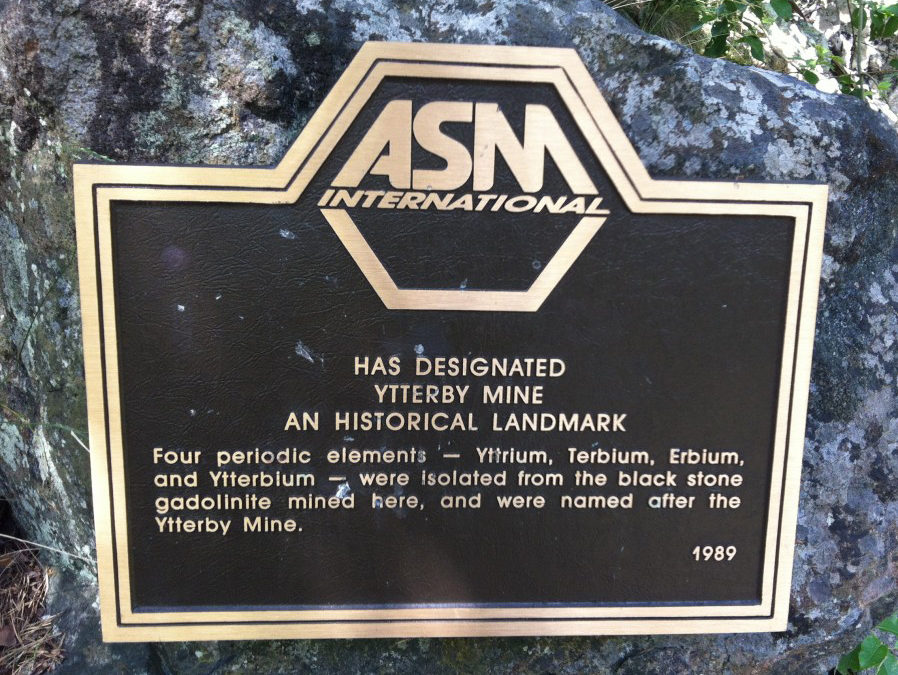 ASM
INTERNATIONAL
HAS DESIGNATED
YTTERBY MINE
AN HISTORICAL LANDMARK
Four periodic elements – Yttrium, Terbium, Erbium,
and Ytterbium – were isolated from the black stone
gadolinite mined here, and were named after the
Ytterby Mine.
1989